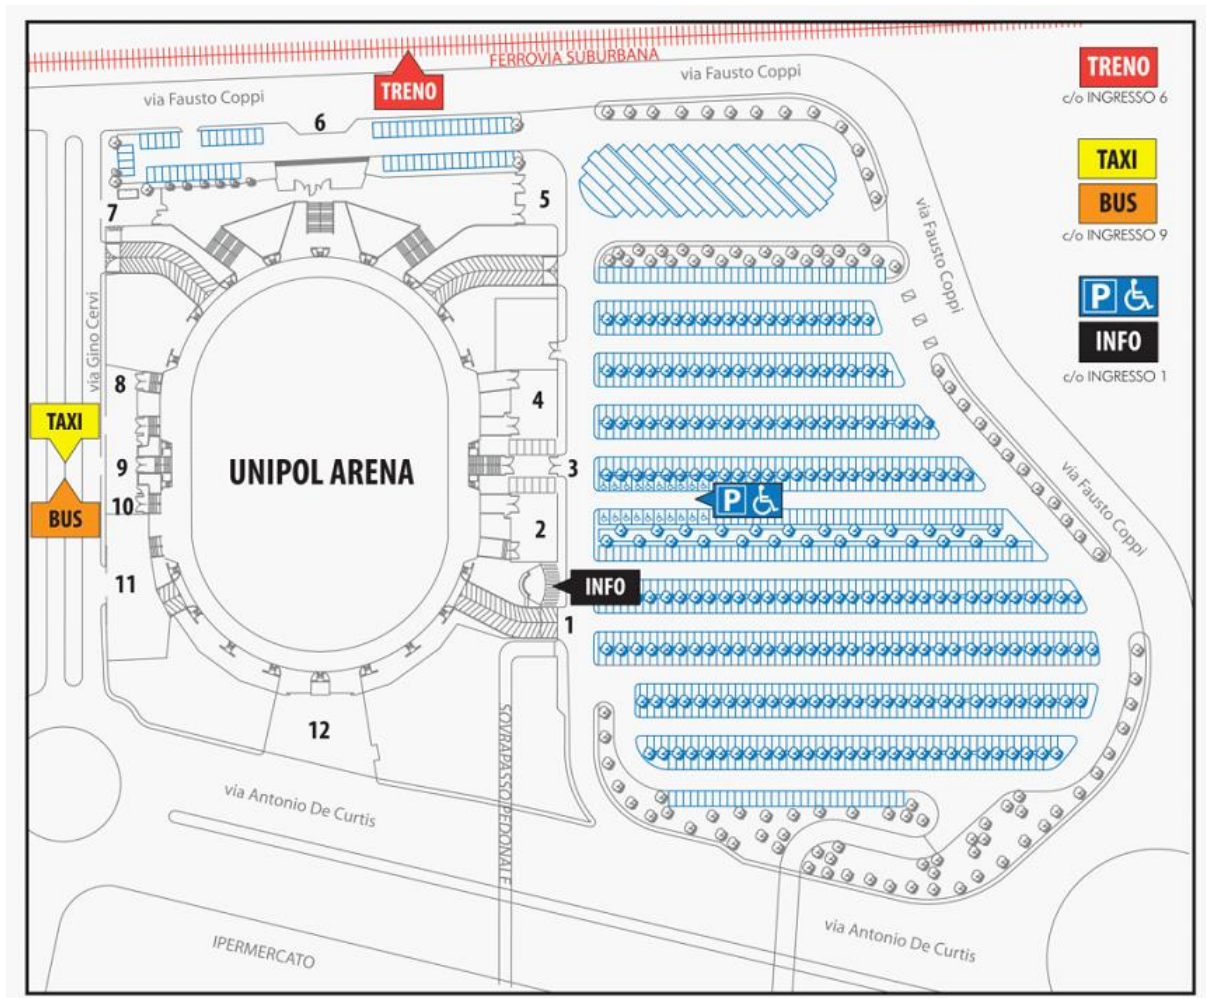 FERROVIA SUBURBANA
TRENO
via Fausto Coppi
via Fausto Coppi
TRENO
c/o INGRESSO 6
6
TAXI
BUS
c/o INGRESSO 9
5
7
via Fausto Coppi
via Gino Cervi
P
INFO
c/o INGRESSO 1
8
4
TAXI
9
UNIPOL ARENA
3
via Fausto Coppi
10
P
BUS
2
11
INFO
1
12
SOVRAPASSO PEDONALE
via Antonio De Curtis
via Antonio De Curtis
IPERMERCATO